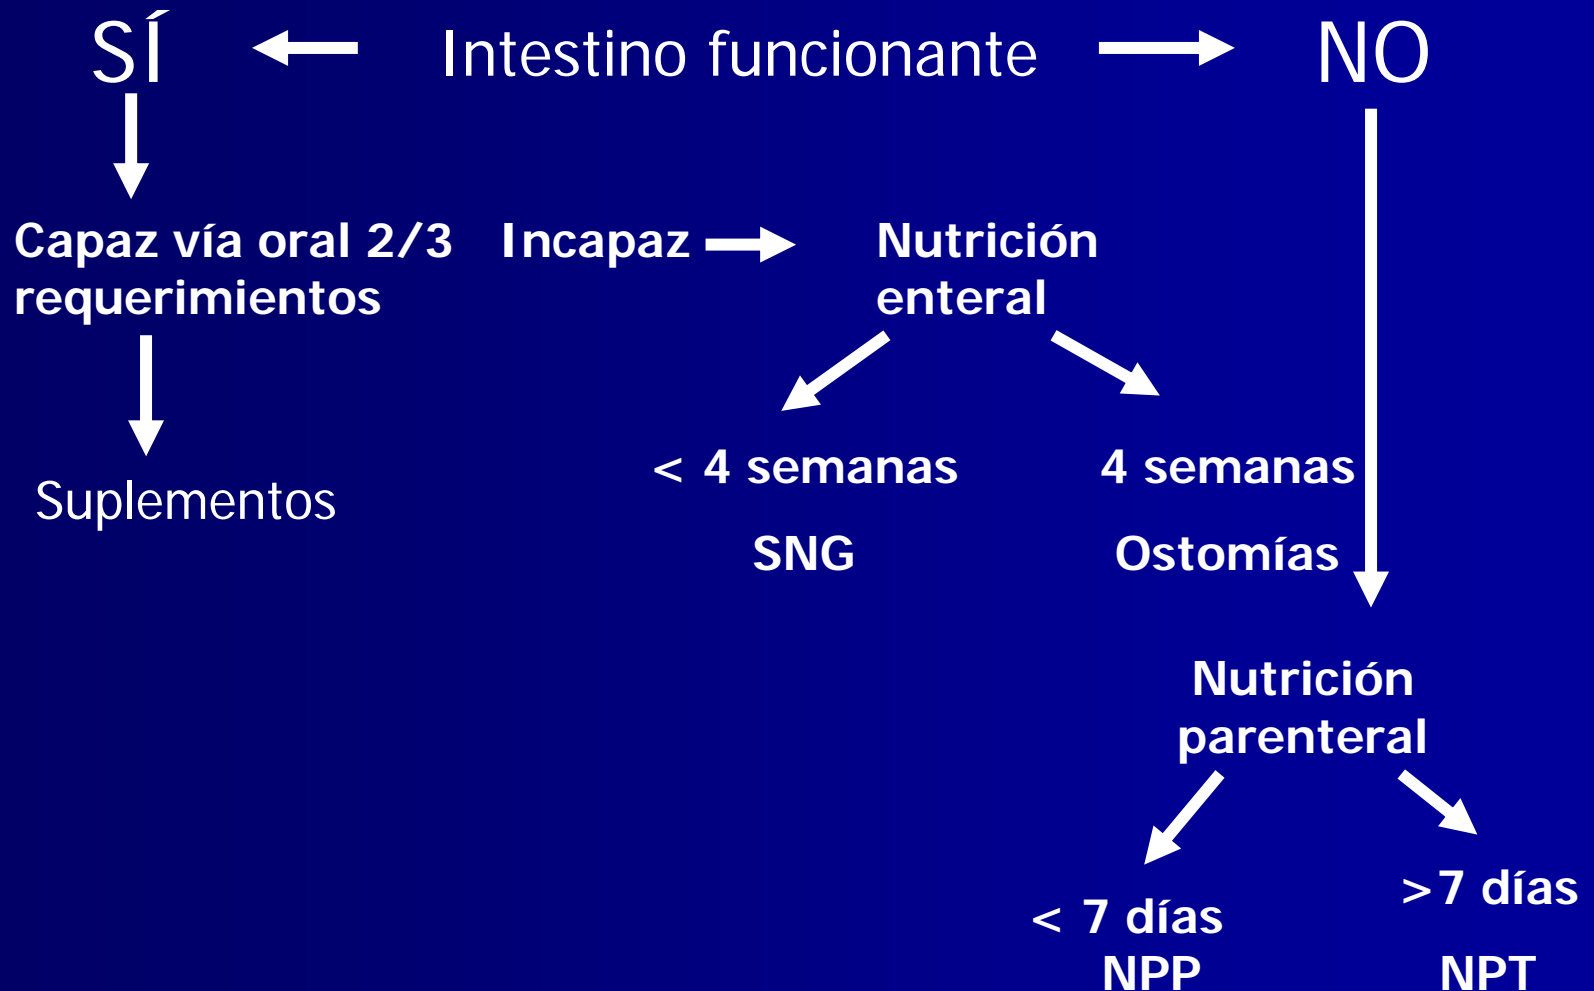 SÍ Intestino funcionante NO
Capaz vía oral 2/3 Incapaz Nutrición
requerimientos enteral
< 4 semanas 4 semanas
Suplementos
SNG Ostomías
Nutrición
parenteral
>7 días
< 7 días
NPP NPT